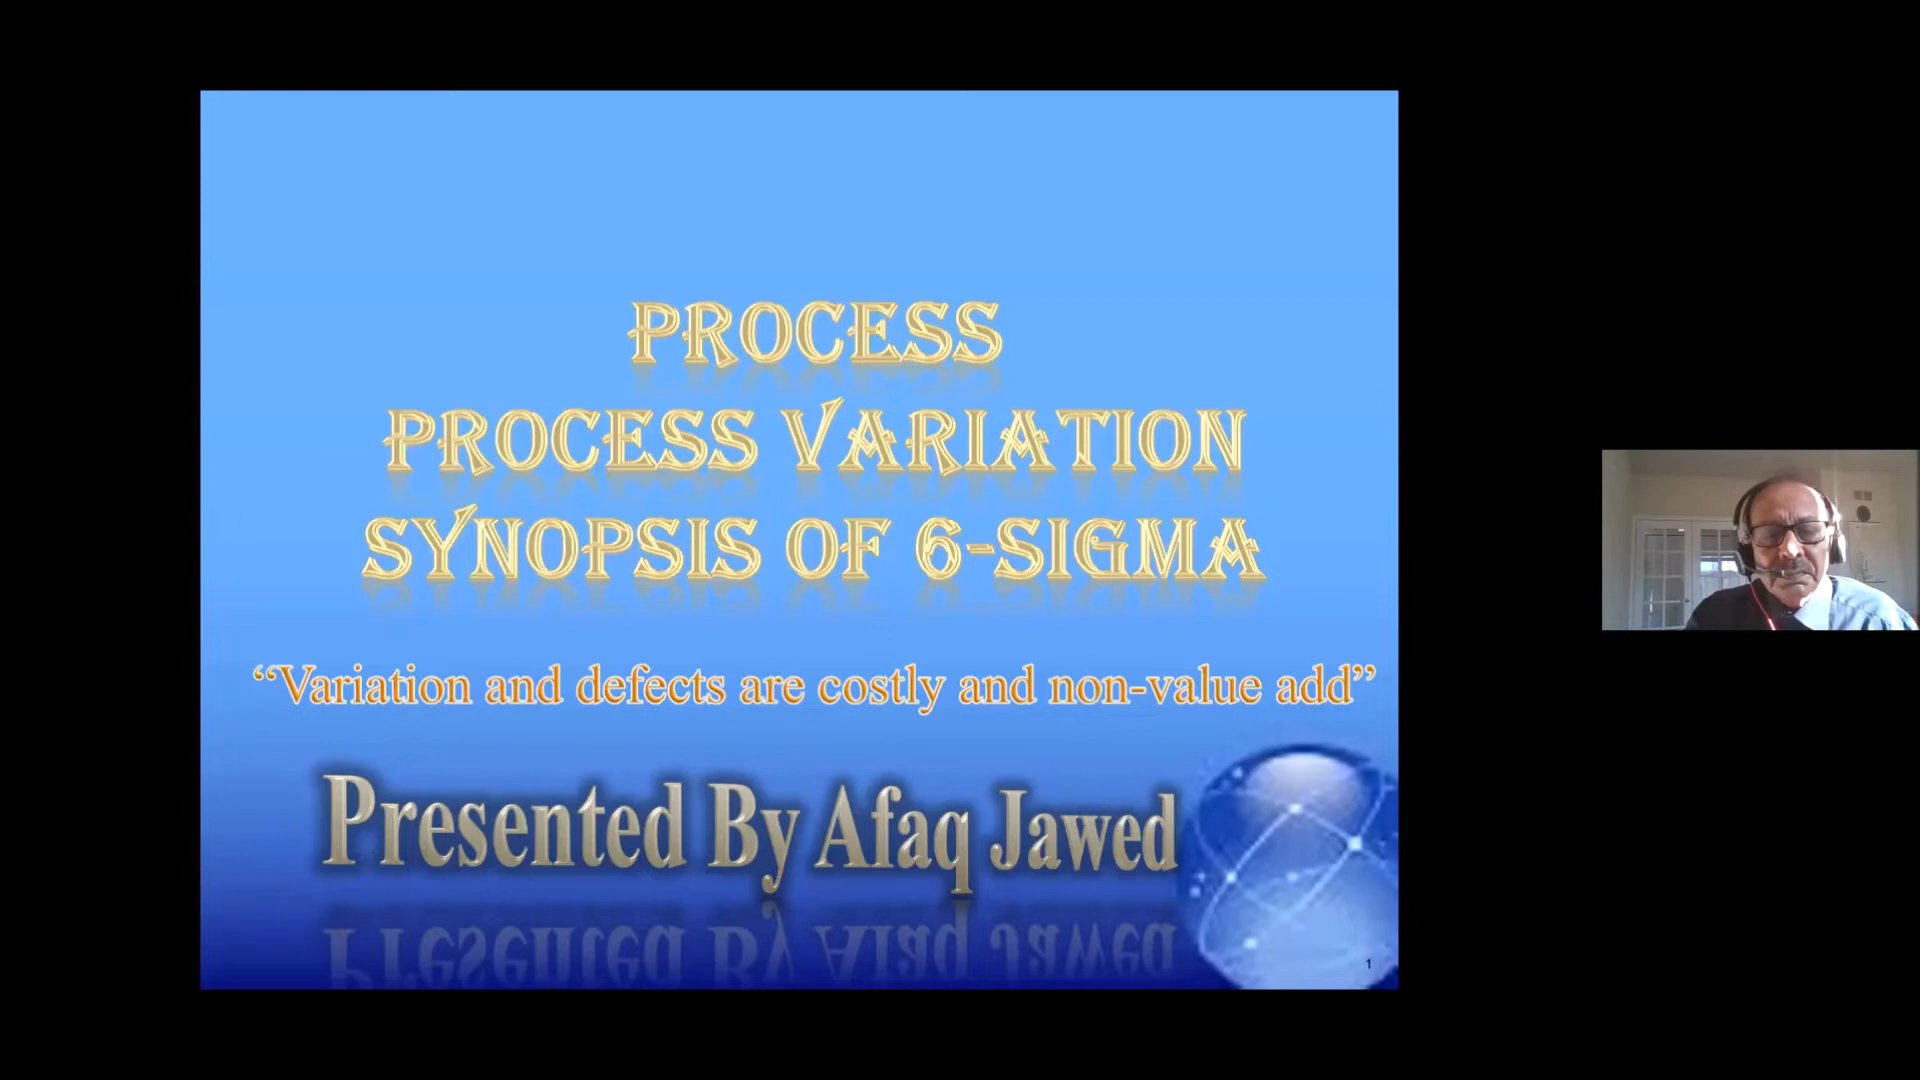 PROCESS
PROCESS VARIATION
SYNOPSIS OF 6-SIGMA
“Variation and defects are costly and non-value add”
Presented By Afaq Jawed
1